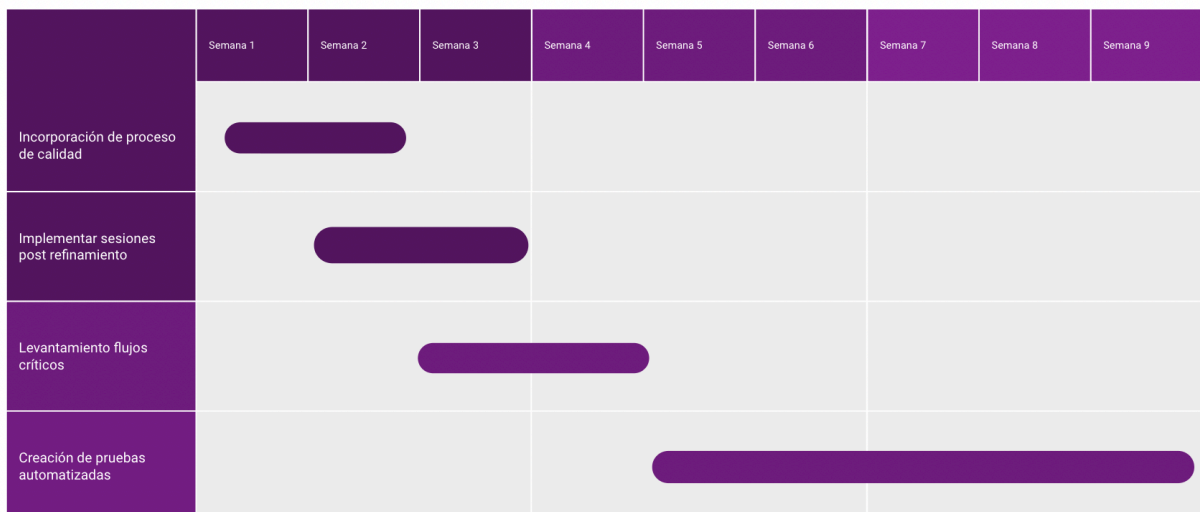 Semana 1
Semana 2
Semana 3
Semana 4
Semana 5
Semana 6
Semana 7
Semana 8
Semana 9
Incorporación de proceso
de calidad
Implementar sesiones
post refinamiento
Levantamiento flujos
críticos
Creación de pruebas
automatizadas